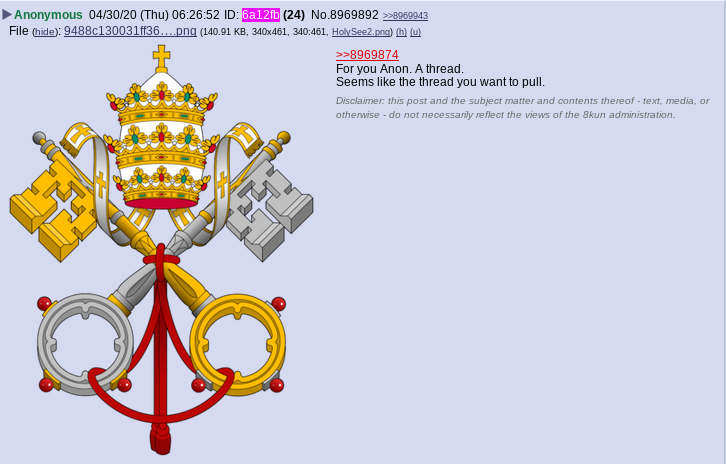 Anonymous 04/30/20 (Thu) 06:26:52 ID: 6a12fb (24) No.8969892 >>8969943
File (hide): 9488c130031ff36….png (140.91 KB, 340x461, 340:461, HolySee2.png) (h) (u)
>>8969874
For you Anon. A thread.
Seems like the thread you want to pull.
Disclaimer: this post and the subject matter and contents thereof - text, media, or
otherwise - do not necessarily reflect the views of the 8kun administration.